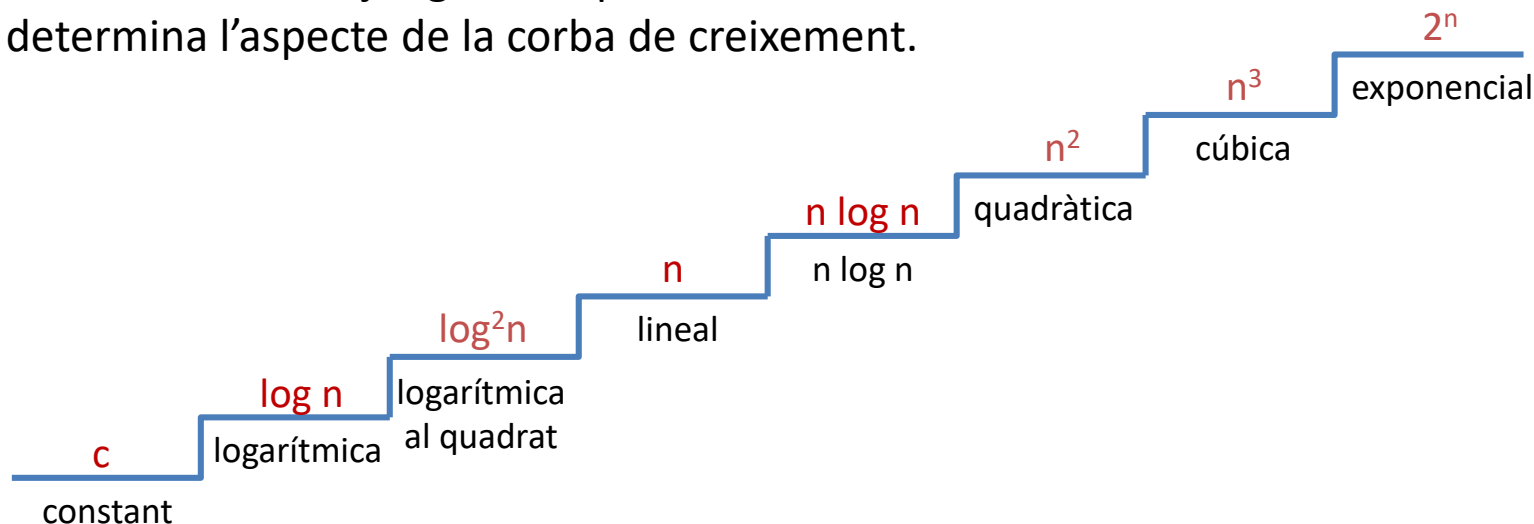 determina l’aspecte de la corba de creixement.
2ⁿ
exponencial
n³
cúbica
n²
quadràtica
n log n
n log n
n
lineal
log²n
logarítmica
al quadrat
log n
logarítmica
c
constant